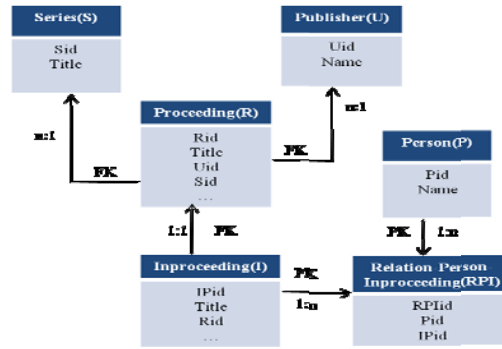 Series(S)
Sid
Title
Publisher(U)
Uid
Name
n:1
n:1
Proceeding(R)
Rid
Title
Uid
Sid
...
FK
FK
Person(P)
Pid
Name
1:1
FK
FK
1:n
Inproceeding(I)
IPid
Title
Rid
...
FK
1:n
Relation Person
Inproceeding(RPI)
RPIid
Pid
IPid